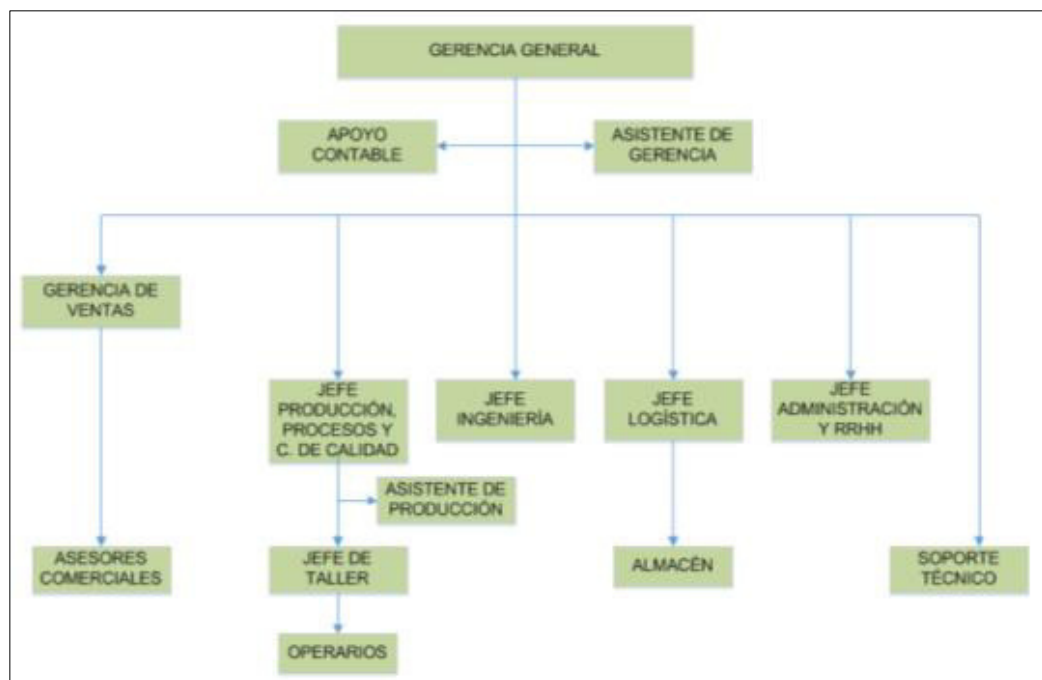 GERENCIA GENERAL
APOYO
CONTABLE
ASISTENTE DE
GERENCIA
GERENCIA DE
VENTAS
JEFE
PRODUCCIÓN,
PROCESOS Y
C. DE CALIDAD
JEFE
INGENIERÍA
JEFE
LOGÍSTICA
JEFE
ADMINISTRACIÓN
Y RRHH
ASISTENTE DE
PRODUCCIÓN
ASESORES
COMERCIALES
JEFE DE
TALLER
ALMACÉN
SOPORTE
TÉCNICO
OPERARIOS